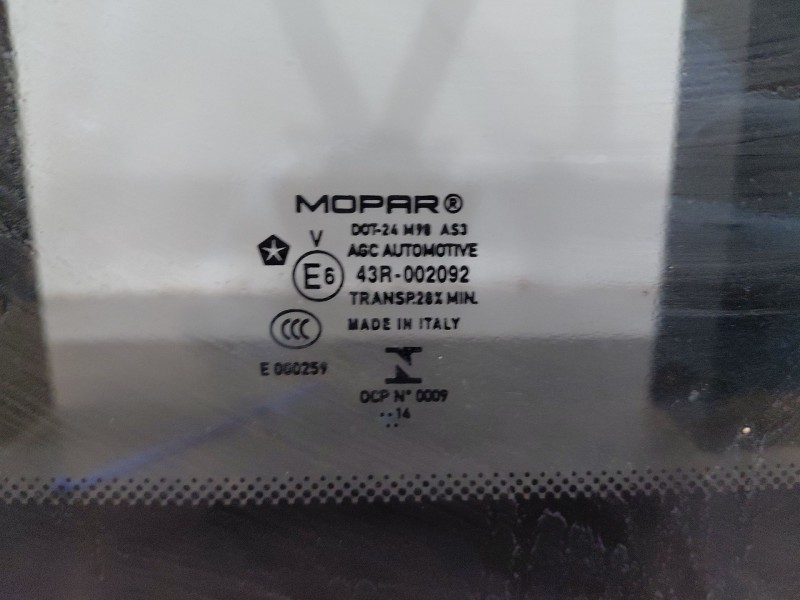 MOPAR®
DOT-24 M98 AS3
V
AGC AUTOMOTIVE
E6 43R-002092
TRANSP.28% MIN.
CCC MADE IN ITALY
E 000259
N
OCP N° 0009
··14